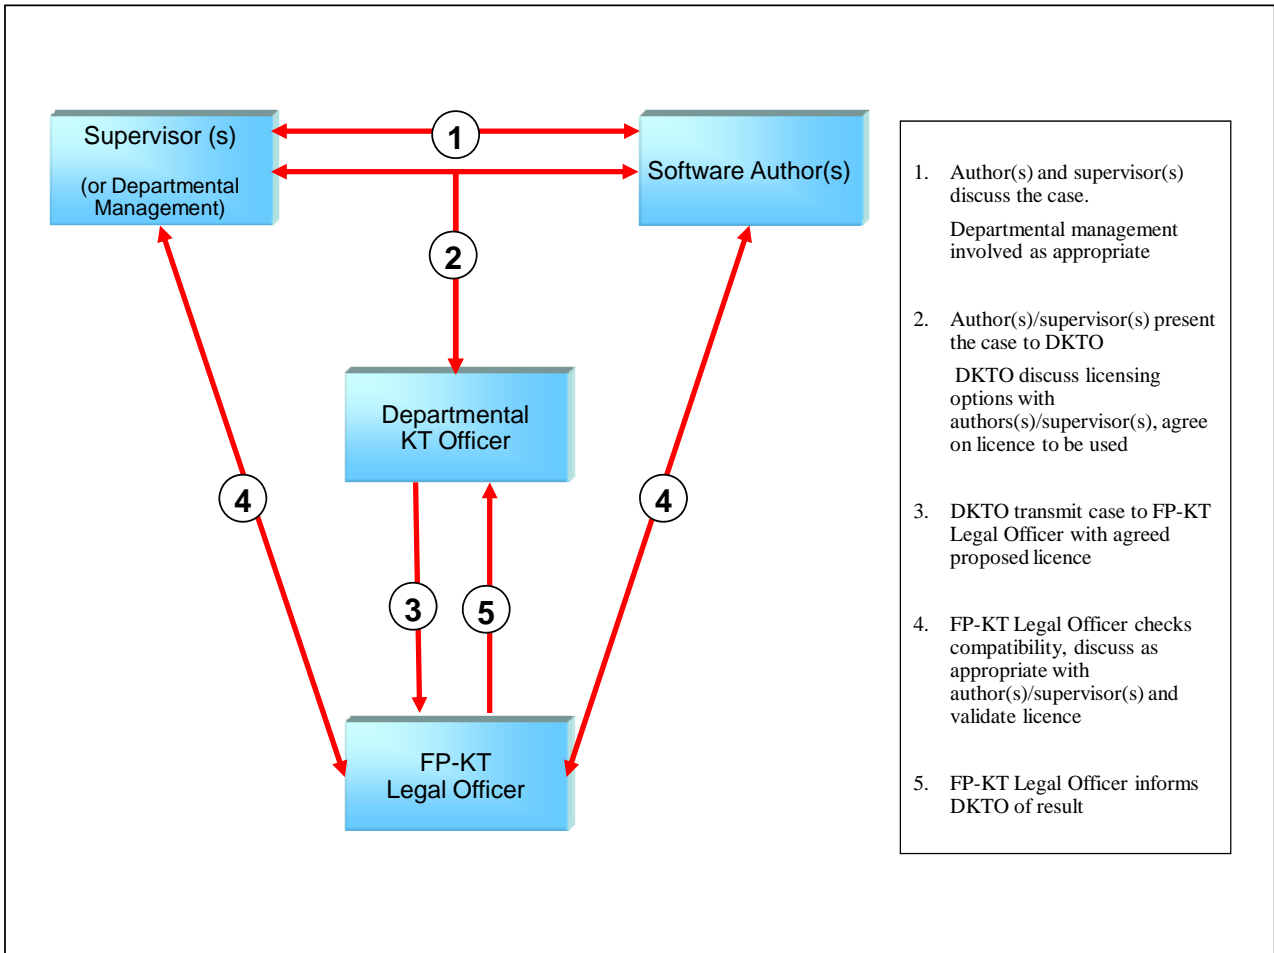 Supervisor (s)
(or Departmental
Management)
1
Software Author(s)
2
Departmental
KT Officer
4
4
3
5
FP-KT
Legal Officer
1. Author(s) and supervisor(s)
discuss the case.
Departmental management
involved as appropriate
2. Author(s)/supervisor(s) present
the case to DKTO
DKTO discuss licensing
options with
authors(s)/supervisor(s), agree
on licence to be used
3. DKTO transmit case to FP-KT
Legal Officer with agreed
proposed licence
4. FP-KT Legal Officer checks
compatibility, discuss as
appropriate with
author(s)/supervisor(s) and
validate licence
5. FP-KT Legal Officer informs
DKTO of result